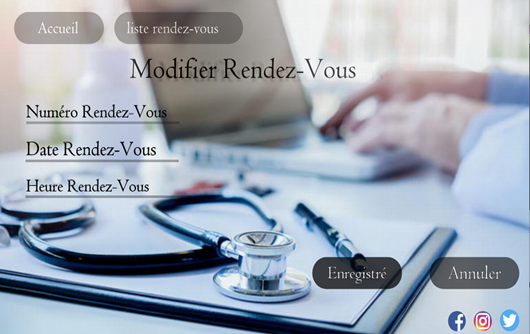 Accueil
liste rendez-vous
Modifier Rendez-Vous
Numéro Rendez-Vous
Date Rendez-Vous
Heure Rendez-Vous
Enregistré
Annuler